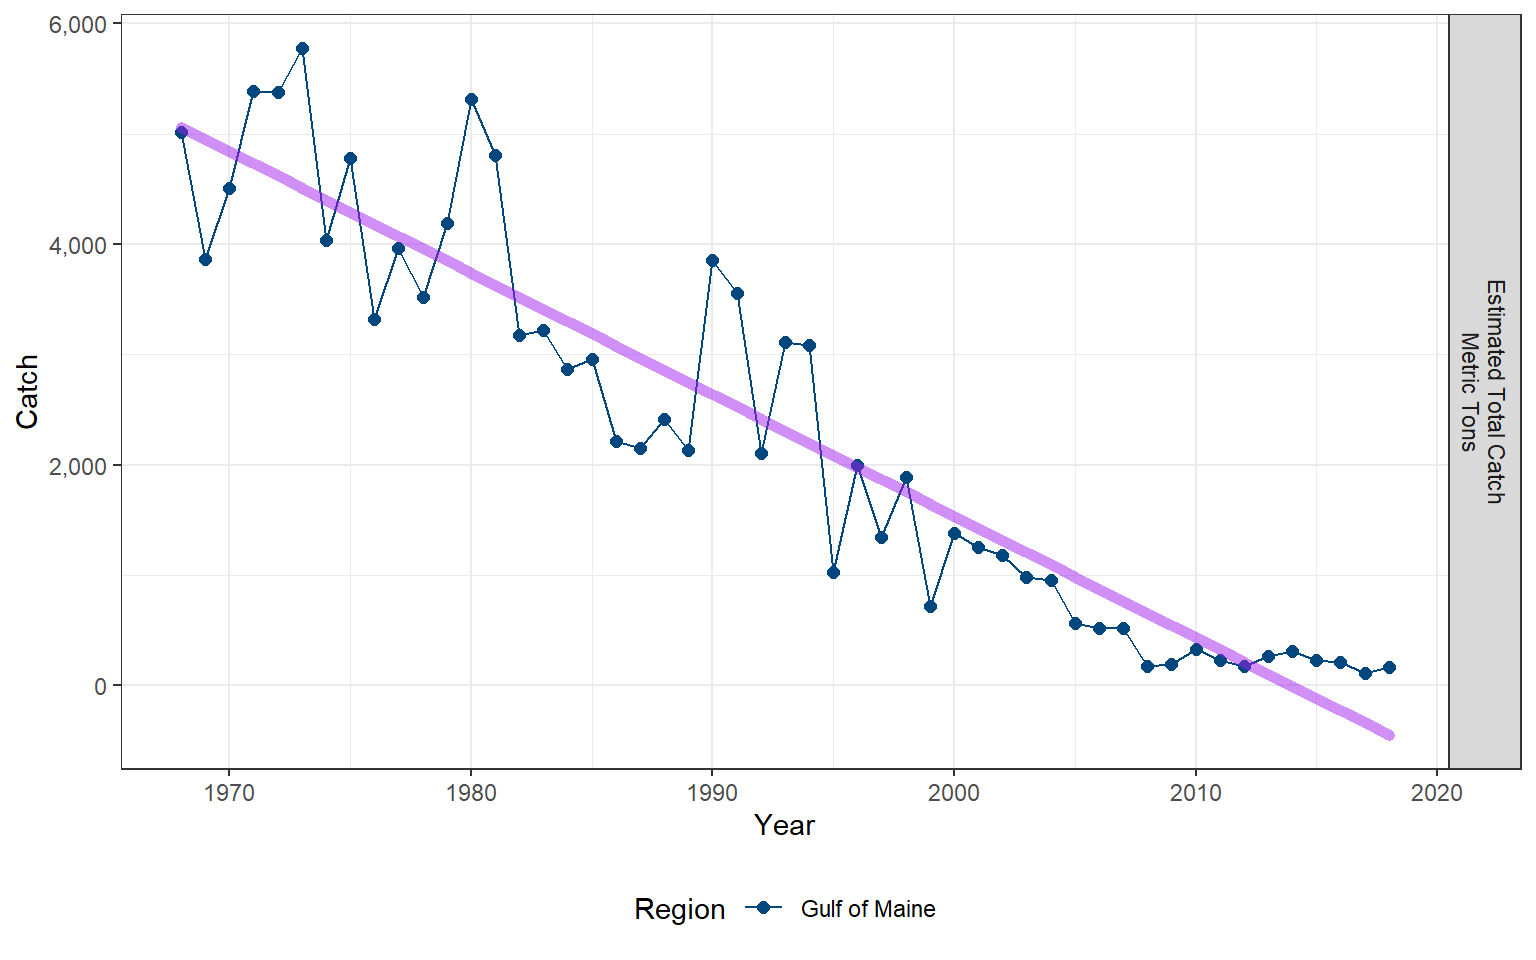 6,000
4,000
2,000
0
Catch
1970 1980 1990 2000 2010 2020
Year
Estimated Total Catch
Metric Tons
Region Gulf of Maine